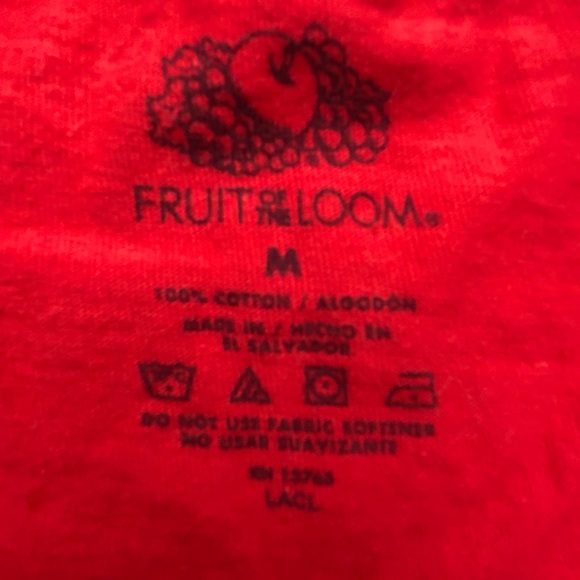 FRUIT OF THE LOOM®
M
100% COTTON / ALGODON
MADE IN / HECHO EN
EL SALVADOR
DO NOT USE FABRIC SOFTENER
NO USAR SUAVIZANTE
RN 13765
LACL